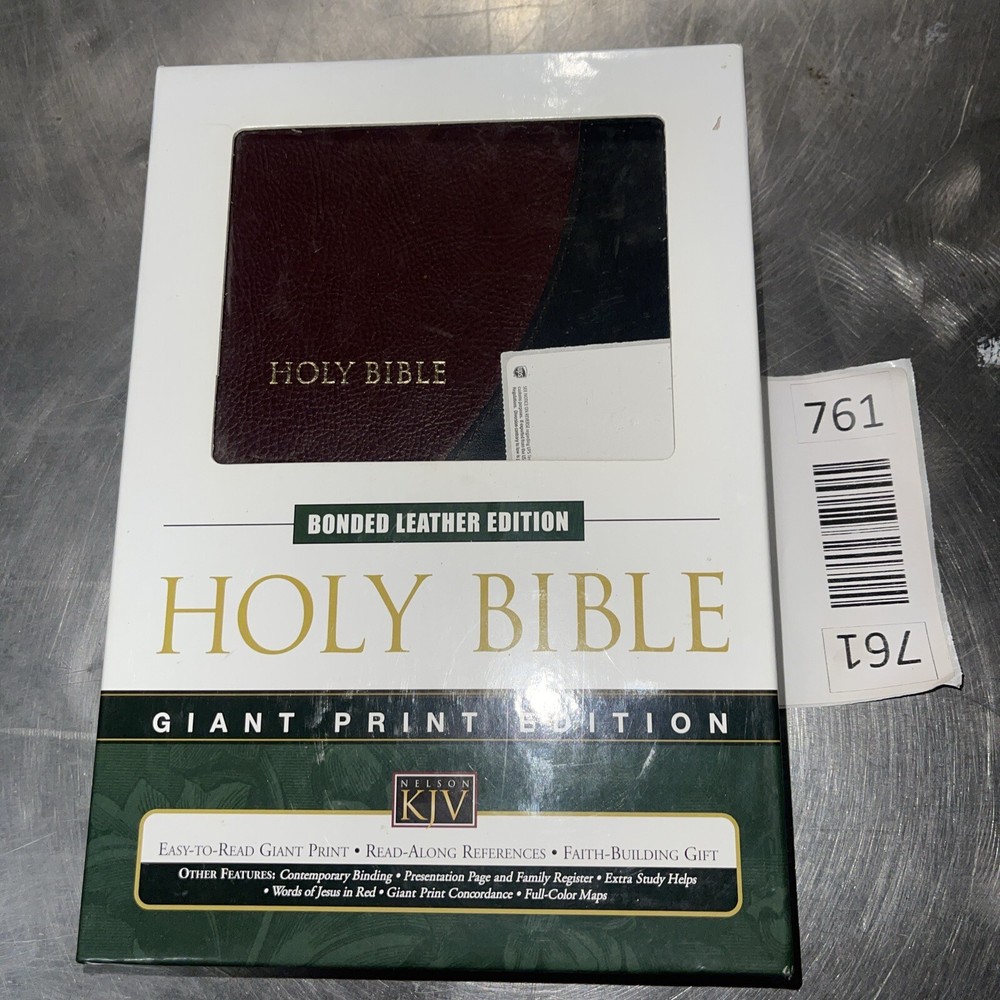 HOLY BIBLE
BONDED LEATHER EDITION
HOLY BIBLE
GIANT PRINT EDITION
NELSON
KJV
EASY-TO-READ GIANT PRINT • READ-ALONG REFERENCES • FAITH-BUILDING GIFT
OTHER FEATURES: Contemporary Binding • Presentation Page and Family Register • Extra Study Helps
• Words of Jesus in Red • Giant Print Concordance • Full-Color Maps
761
761